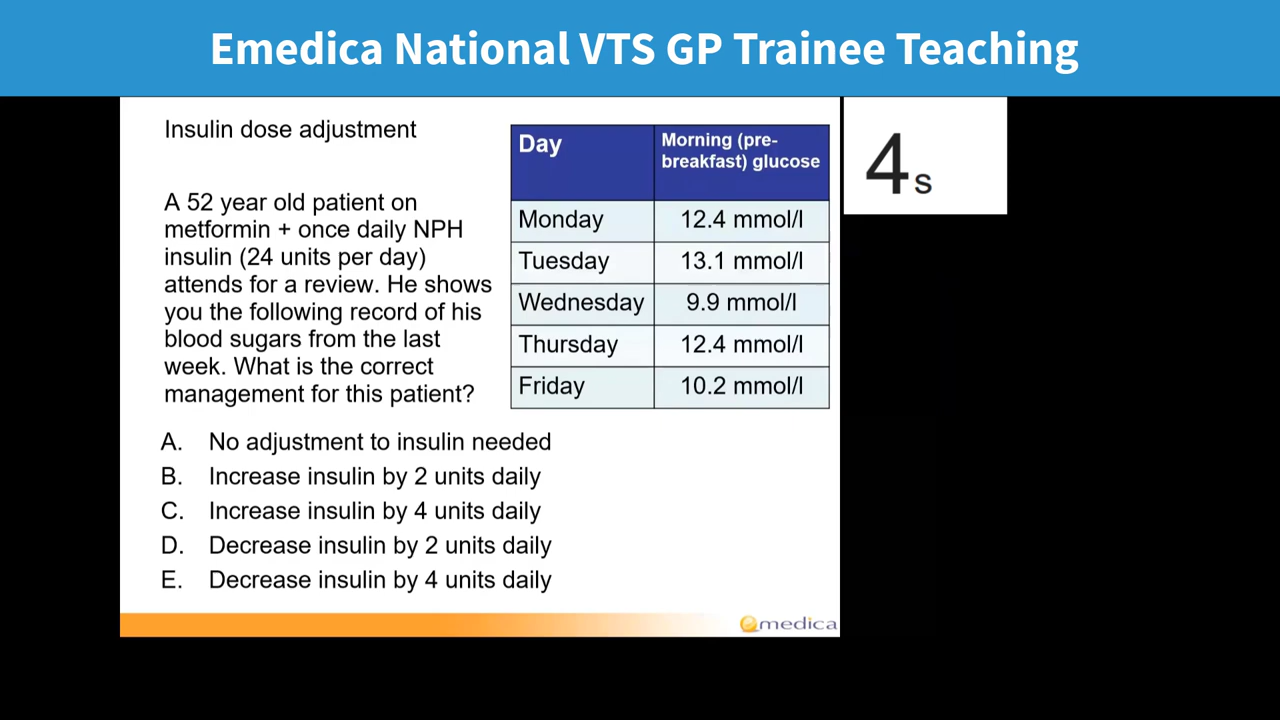 Emedica National VTS GP Trainee Teaching
Insulin dose adjustment
A 52 year old patient on
metformin + once daily NPH
insulin (24 units per day)
attends for a review. He shows
you the following record of his
blood sugars from the last
week. What is the correct
management for this patient?
Day Morning (pre-
breakfast) glucose
Monday 12.4 mmol/l
Tuesday 13.1 mmol/l
Wednesday 9.9 mmol/l
Thursday 12.4 mmol/l
Friday 10.2 mmol/l
4s
A. No adjustment to insulin needed
B. Increase insulin by 2 units daily
C. Increase insulin by 4 units daily
D. Decrease insulin by 2 units daily
E. Decrease insulin by 4 units daily
emedica